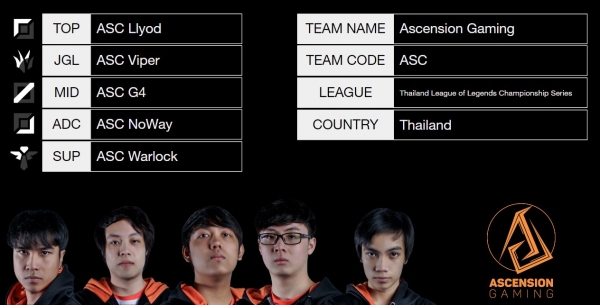 TOP ASC Llyod
JGL ASC Viper
MID ASC G4
ADC ASC NoWay
SUP ASC Warlock
TEAM NAME Ascension Gaming
TEAM CODE ASC
LEAGUE Thailand League of Legends Championship Series
COUNTRY Thailand
ASCENSION
GAMING